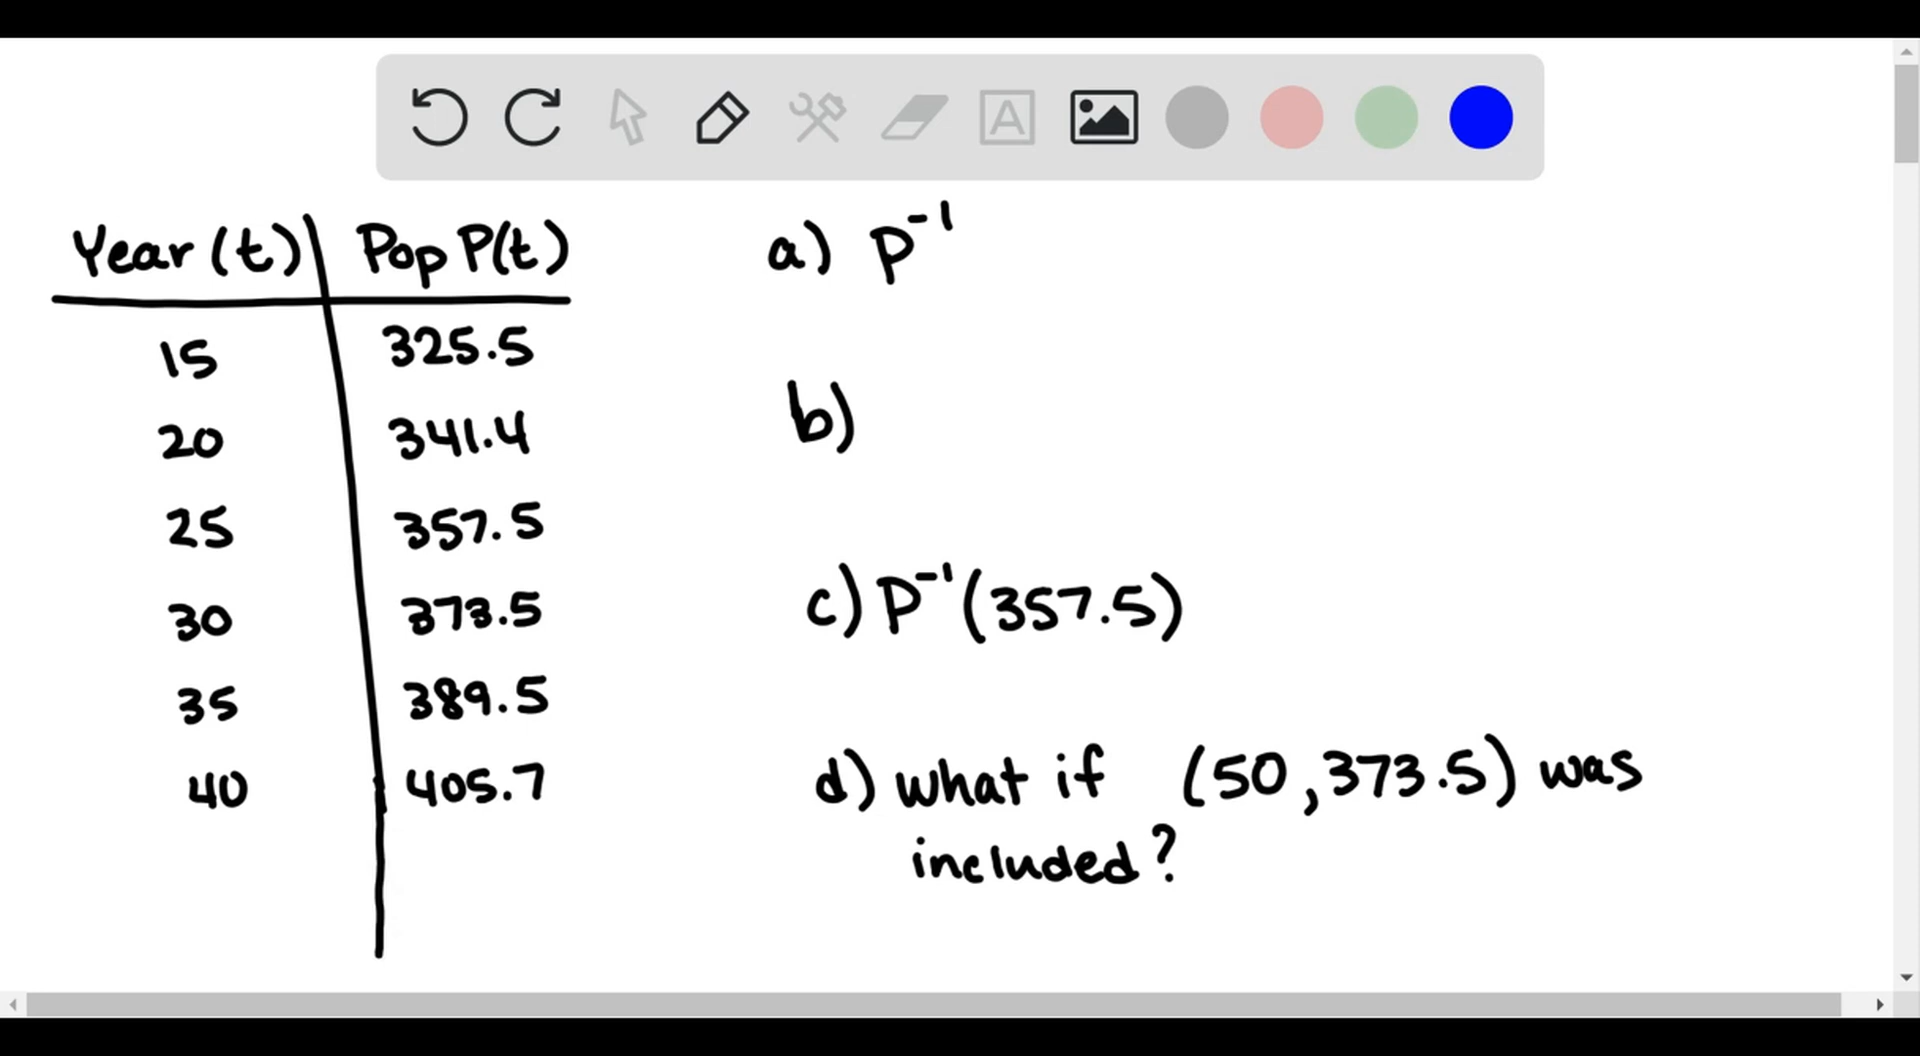 Year (t) Pop P(t)
15 325.5
20 341.4
25 357.5
30 373.5
35 389.5
40 405.7
a) P⁻¹
b)
c) P⁻¹(357.5)
d) what if (50, 373.5) was
included?
A